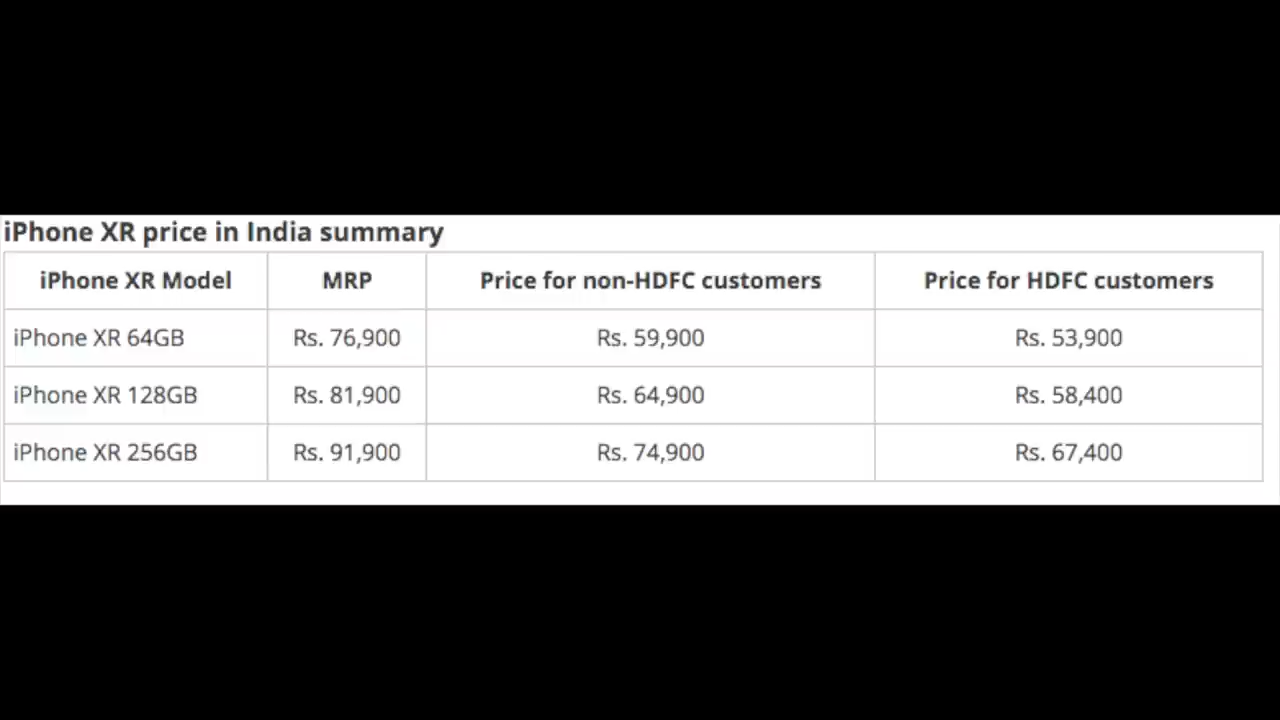 iPhone XR price in India summary
iPhone XR Model MRP Price for non-HDFC customers Price for HDFC customers
iPhone XR 64GB Rs. 76,900 Rs. 59,900 Rs. 53,900
iPhone XR 128GB Rs. 81,900 Rs. 64,900 Rs. 58,400
iPhone XR 256GB Rs. 91,900 Rs. 74,900 Rs. 67,400